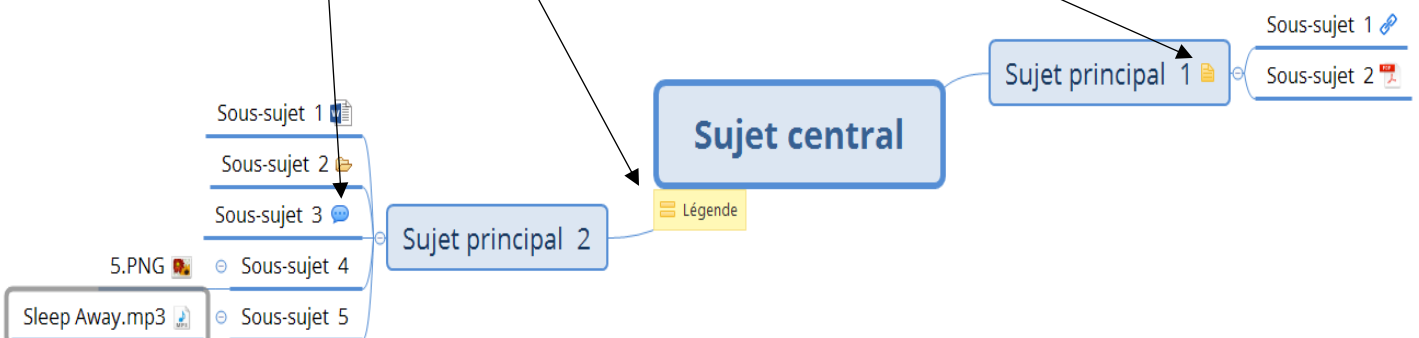 Sous-sujet 1
Sujet principal 1
Sous-sujet 2
Sujet central
Légende
Sous-sujet 1
Sous-sujet 2
Sous-sujet 3
Sujet principal 2
5.PNG
Sous-sujet 4
Sleep Away.mp3
Sous-sujet 5